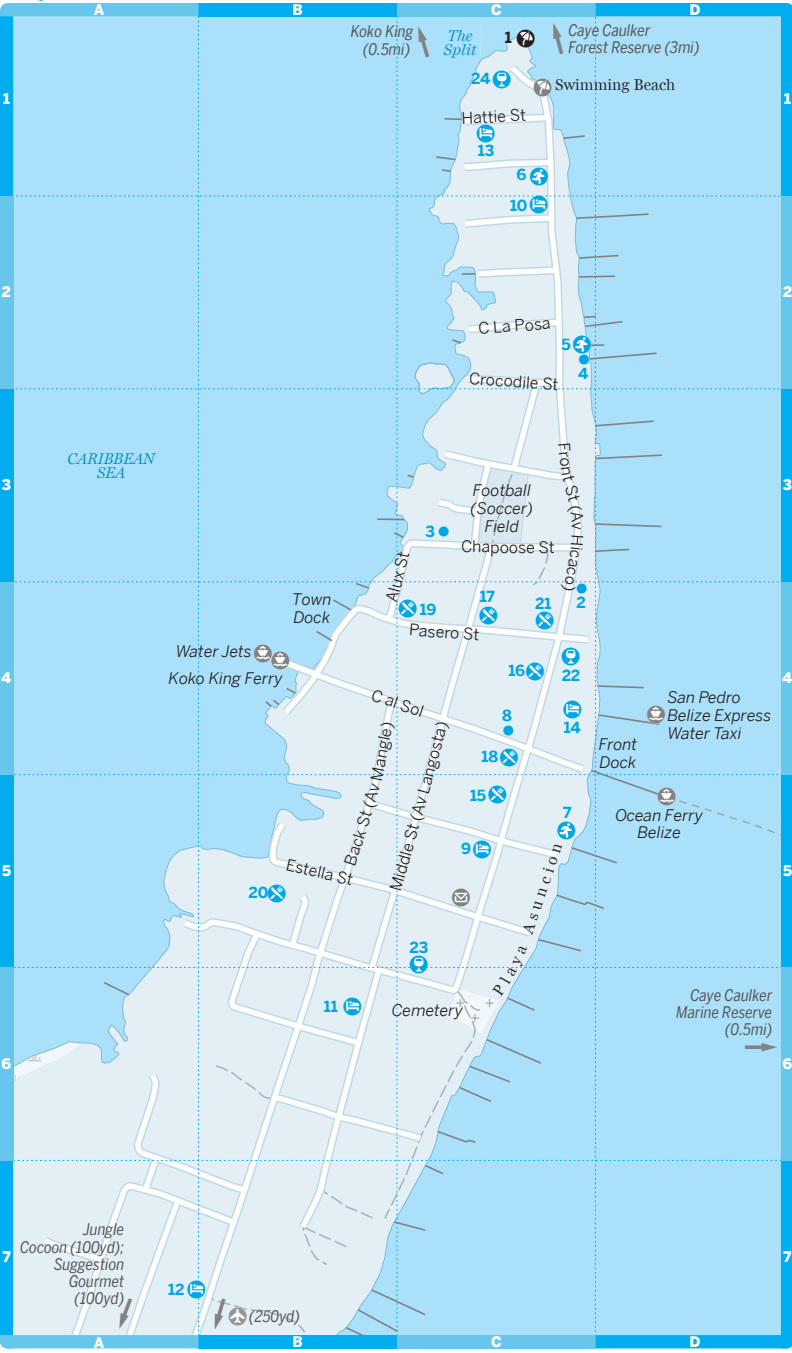 A
B
C
D
Koko King
(0.5mi)
The
Split
1
Caye Caulker
Forest Reserve (3mi)
24
Swimming Beach
1
1
Hattie St
13
6
10
2
2
C La Posa
5
4
Crocodile St
CARIBBEAN
SEA
3
3
Front St (Av Hicaco)
Football
(Soccer)
Field
3
Chapoose St
Alux St
Town
Dock
19
17
21
2
Pasero St
Water Jets
Koko King Ferry
16
22
4
4
C al Sol
San Pedro
Belize Express
Water Taxi
14
8
18
Front
Dock
Back St (Av Mangle)
Middle St (Av Langosta)
15
7
Ocean Ferry
Belize
9
5
5
Estella St
20
Playa Asuncion
23
11
Cemetery
Caye Caulker
Marine Reserve
(0.5mi)
6
6
Jungle
Cocoon (100yd);
Suggestion
Gourmet
(100yd)
7
7
12
(250yd)
A
B
C
D